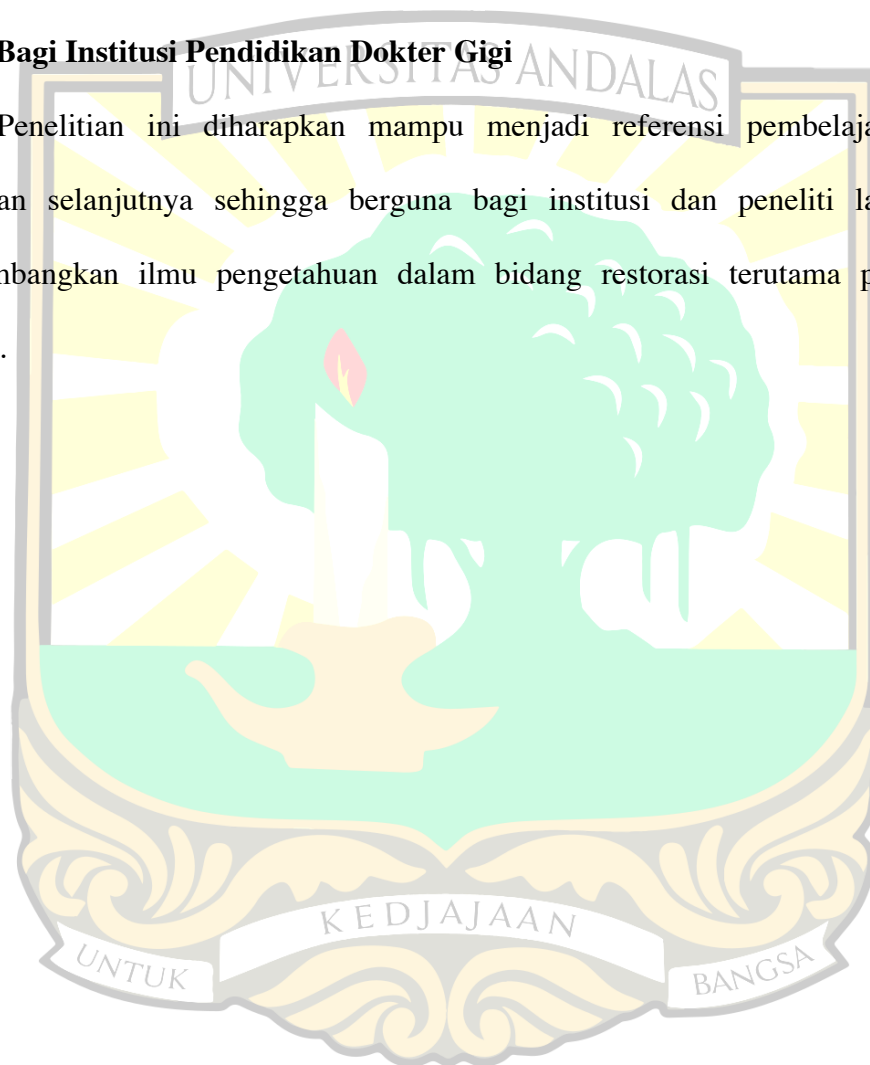 Bagi Institusi Pendidikan Dokter Gigi
UNIVERSITAS ANDALAS
Penelitian ini diharapkan mampu menjadi referensi pembelaja
an selanjutnya sehingga berguna bagi institusi dan peneliti la
mbangkan ilmu pengetahuan dalam bidang restorasi terutama p
.
KEDJAJAAN
UNTUK
BANGSA